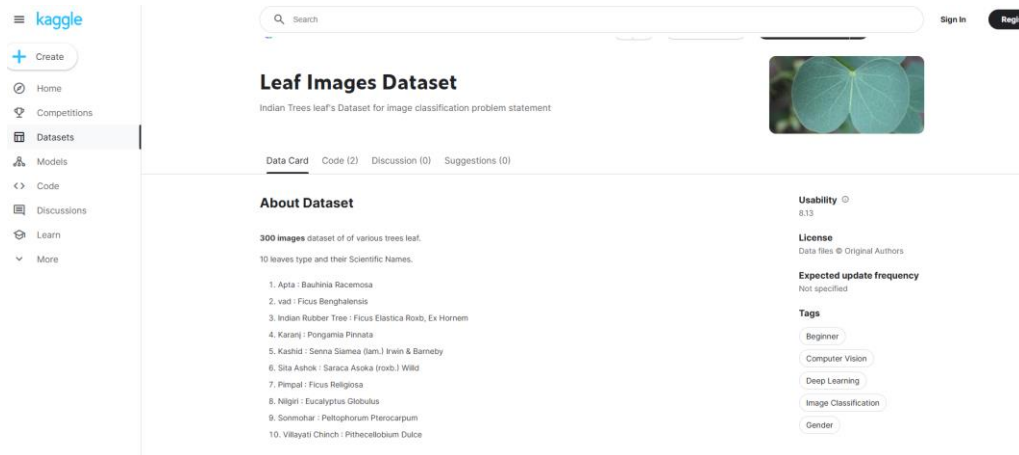 kaggle
Search
Sign In
Create
Home
Competitions
Datasets
Models
Code
Discussions
Learn
More
Leaf Images Dataset
Indian Trees leaf's Dataset for image classification problem statement
Data Card Code (2) Discussion (0) Suggestions (0)
About Dataset
300 images dataset of of various trees leaf.
10 leaves type and their Scientific Names.
1. Apta : Bauhinia Racemosa
2. vad : Ficus Benghalensis
3. Indian Rubber Tree : Ficus Elastica Roxb, Ex Hornem
4. Karanj : Pongamia Pinnata
5. Kashid : Senna Siamea (lam.) Irwin & Barneby
6. Sita Ashok : Saraca Asoka (roxb.) Willd
7. Pimpal : Ficus Religiosa
8. Nilgiri : Eucalyptus Globulus
9. Sonmohar : Peltophorum Pterocarpum
10. Villayati Chinch : Pithecellobium Dulce
Usability
8.13
License
Data files © Original Authors
Expected update frequency
Not specified
Tags
Beginner
Computer Vision
Deep Learning
Image Classification
Gender